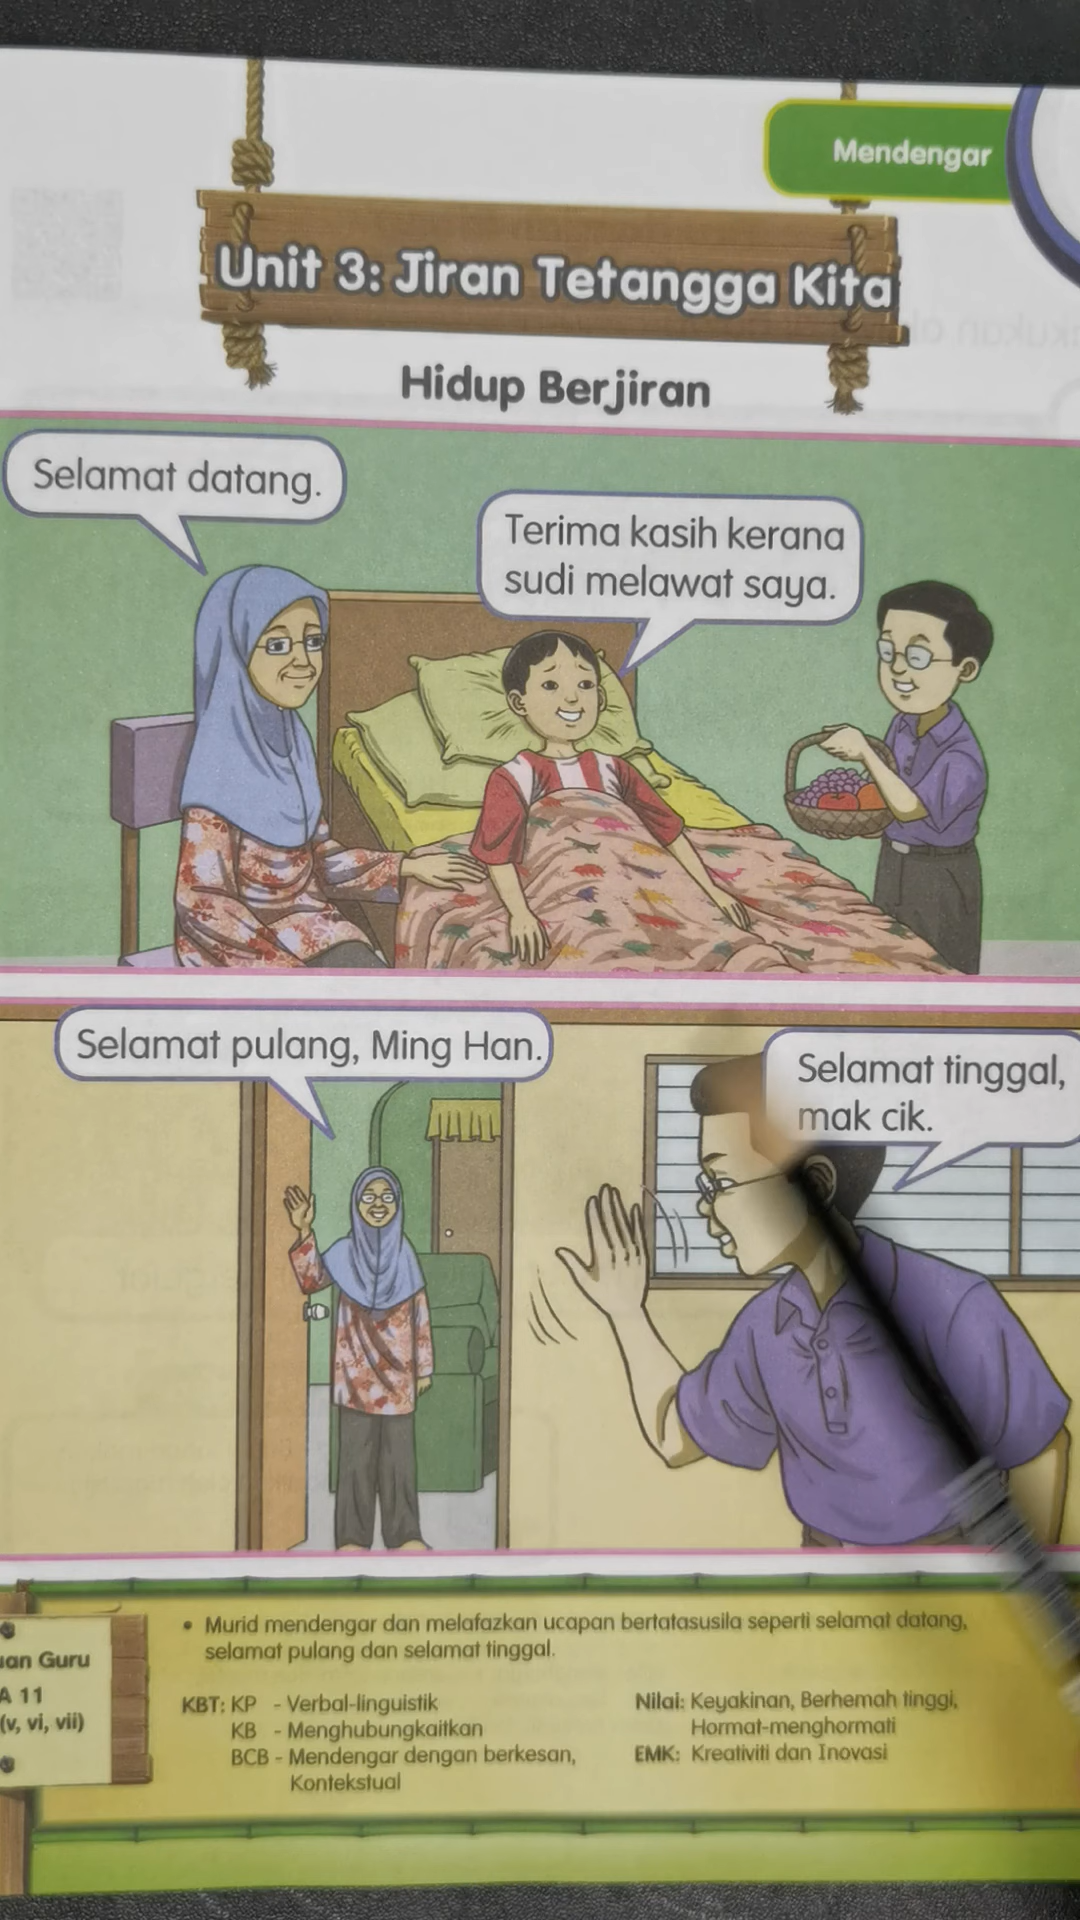 Mendengar
Unit 3: Jiran Tetangga Kita
Hidup Berjiran
Selamat datang.
Terima kasih kerana
sudi melawat saya.
Selamat pulang, Ming Han.
Selamat tinggal,
mak cik.
• Murid mendengar dan melafazkan ucapan bertatasusila seperti selamat datang,
selamat pulang dan selamat tinggal.
Guru
A 11
(v, vi, vii)
KBT: KP - Verbal-linguistik
KB - Menghubungkaitkan
BCB - Mendengar dengan berkesan,
Kontekstual
Nilai: Keyakinan, Berhemah tinggi,
Hormat-menghormati
EMK: Kreativiti dan Inovasi